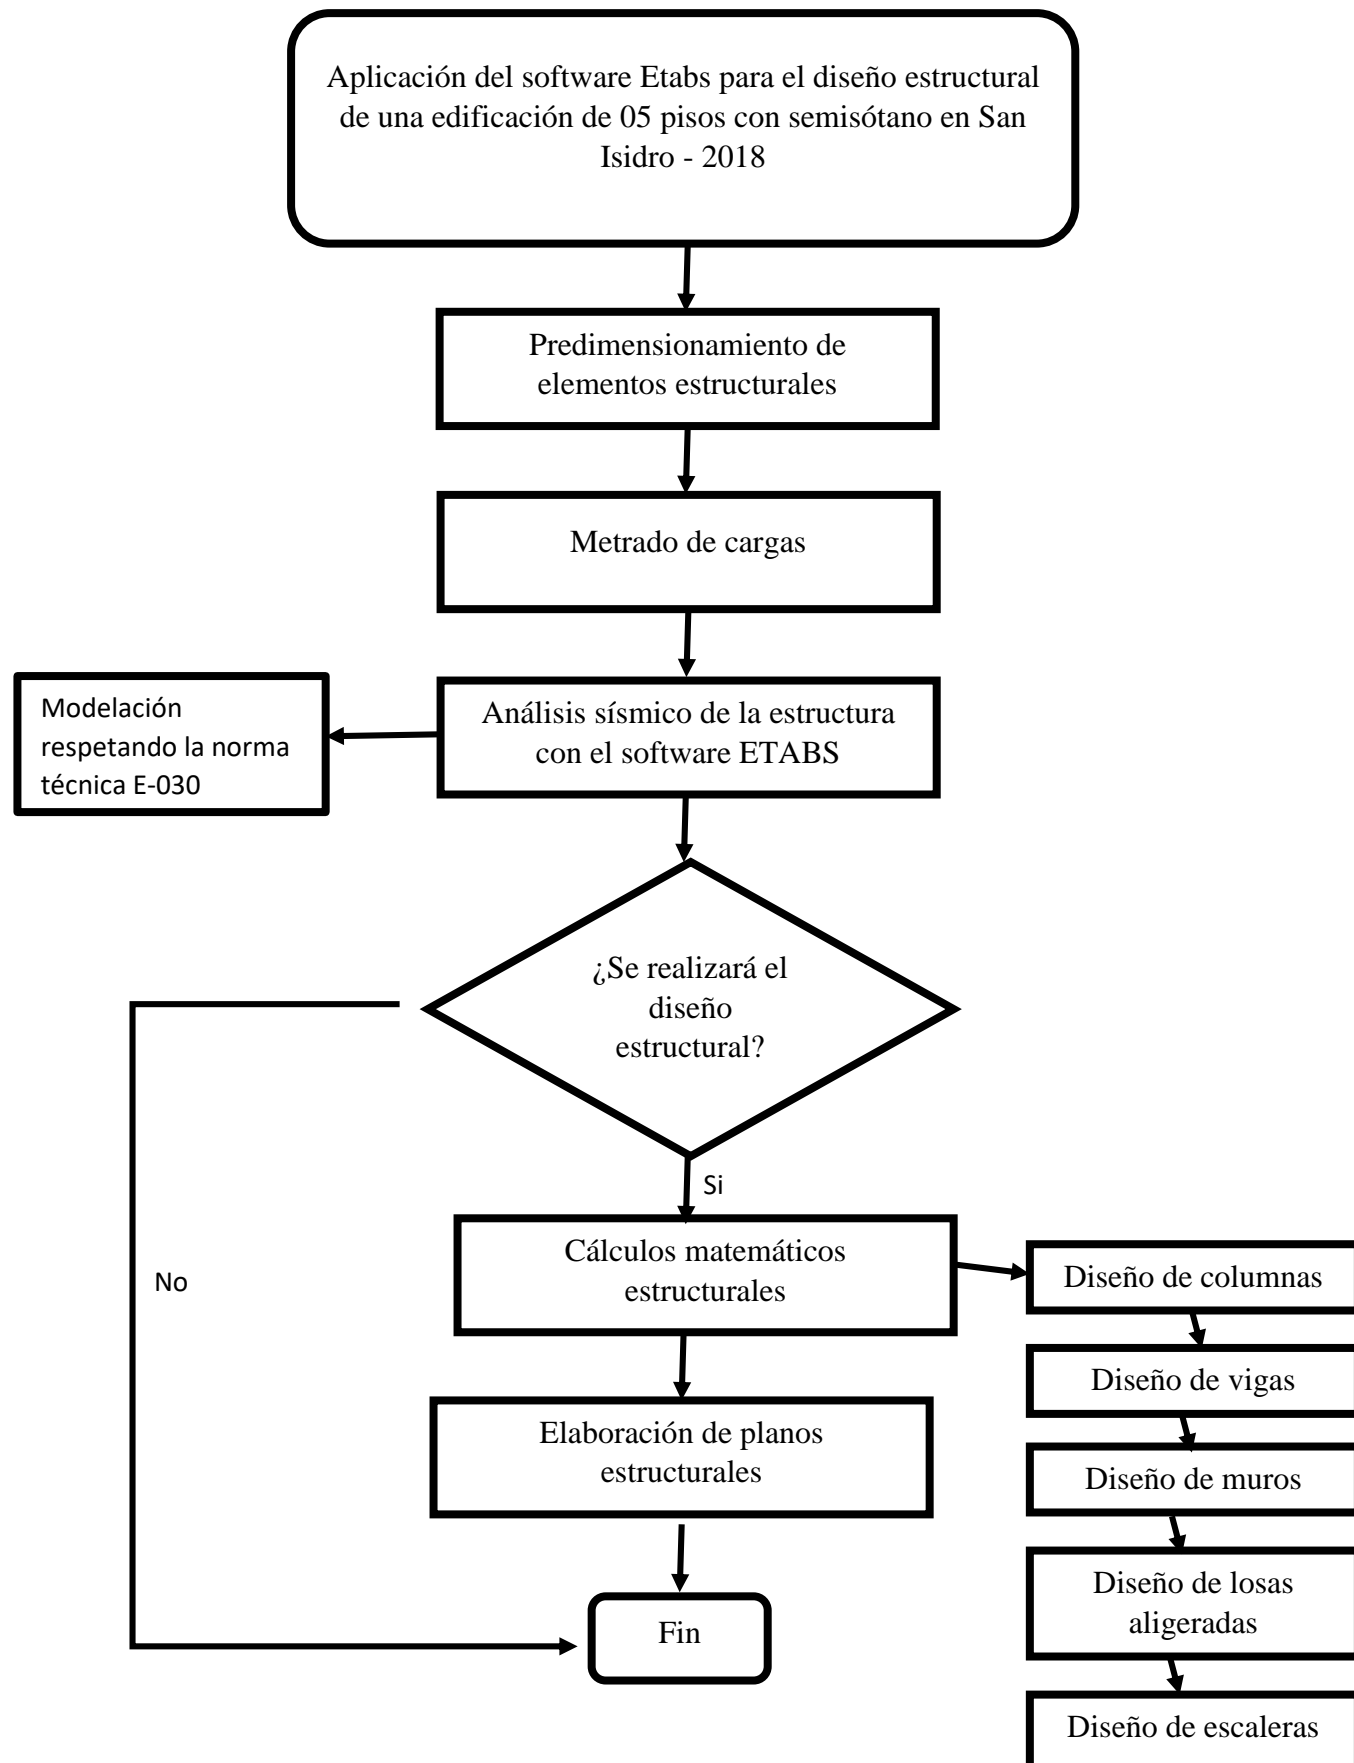 Aplicación del software Etabs para el diseño estructural
de una edificación de 05 pisos con semisótano en San
Isidro - 2018
Predimensionamiento de
elementos estructurales
Metrado de cargas
Análisis sísmico de la estructura
con el software ETABS
Modelación
respetando la norma
técnica E-030
¿Se realizará el
diseño
estructural?
Si
No
Cálculos matemáticos
estructurales
Diseño de columnas
Diseño de vigas
Diseño de muros
Diseño de losas
aligeradas
Diseño de escaleras
Elaboración de planos
estructurales
Fin